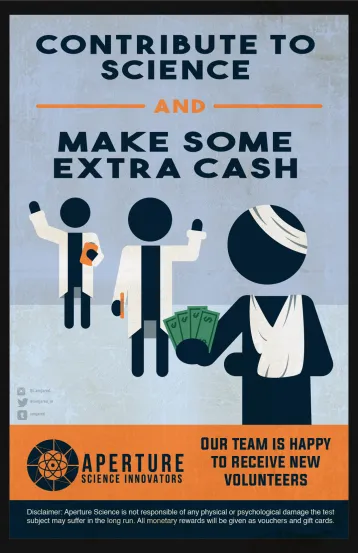 CONTRIBUTE TO
SCIENCE
AND
MAKE SOME
EXTRA CASH
APERTURE
SCIENCE INNOVATORS
OUR TEAM IS HAPPY
TO RECEIVE NEW
VOLUNTEERS
Disclaimer: Aperture Science is not responsible of any physical or psychological damage the test
subject may suffer in the long run. All monetary rewards will be given as vouchers and gift cards.